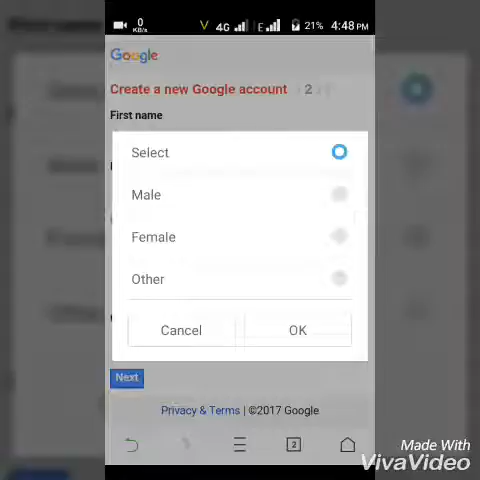 0
KB/s
V 4G E 21% 4:48 PM
Google
Create a new Google account 2
First name
Select
Male
Female
Other
Cancel OK
Next
Privacy & Terms | ©2017 Google
2
Made With
VivaVideo